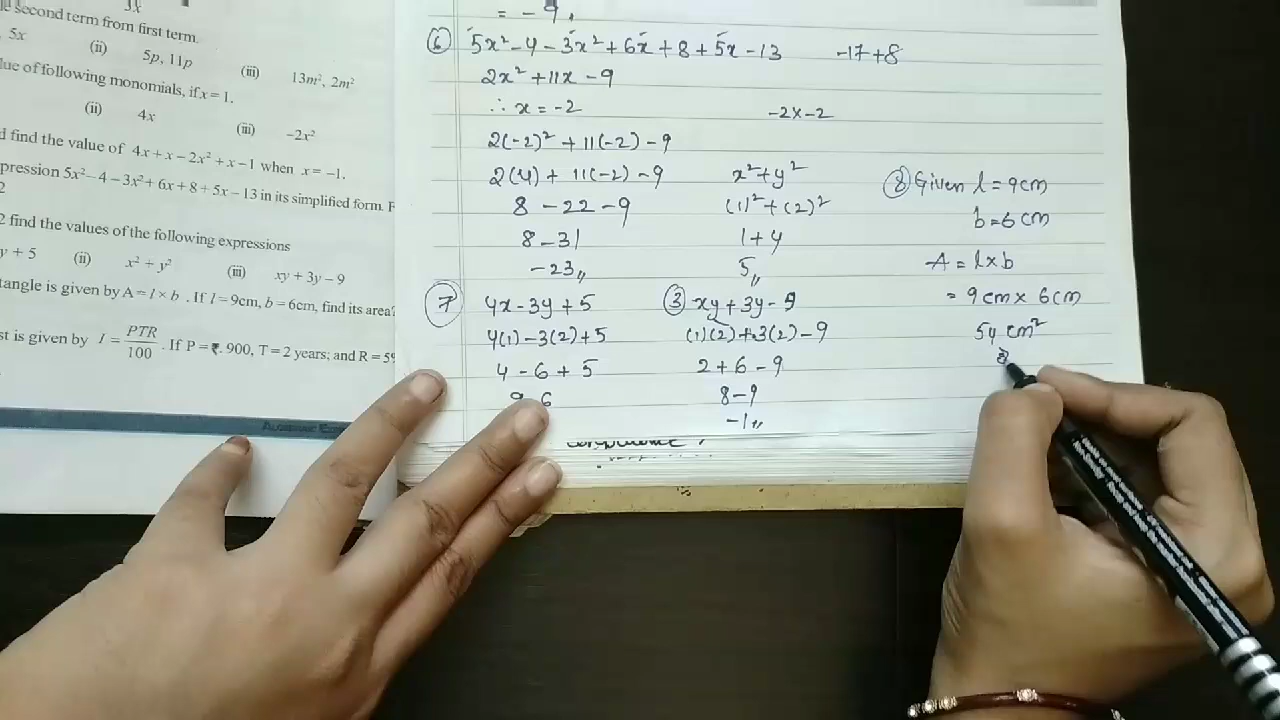 second term from first term.
5x (ii) 5p, 11p (iii) 13m², 2m²
of following monomials, if x = 1.
(ii) 4x (iii) -2x²
find the value of 4x + x - 2x² + x - 1 when x = -1.
5x² - 4 - 3x² + 6x + 8 + 5x - 13 in its simplified form.
2
2 find the values of the following expressions
y + 5 (ii) x² + y² (iii) xy + 3y - 9
is given by A = l × b . If l = 9cm, b = 6cm, find its area?
is given by I = PTR/100 . If P = ₹. 900, T = 2 years; and R = 5%
= -9,
⑥ 5x² - 4 - 3x² + 6x + 8 + 5x - 13 -17+8
2x² + 11x - 9
∴ x = -2 -2x-2
2(-2)² + 11(-2) - 9
2(4) + 11(-2) - 9
8 - 22 - 9
8 - 31
-23,,
x² + y²
(1)² + (2)²
1 + 4
5,,
⑦ 4x - 3y + 5
4(1) - 3(2) + 5
4 - 6 + 5
9-6
③ xy + 3y - 9
(1)(2) + 3(2) - 9
2 + 6 - 9
8 - 9
-1,,
⑧ Given l = 9cm
b = 6 cm
A = l x b
= 9 cm x 6 cm
54 cm²